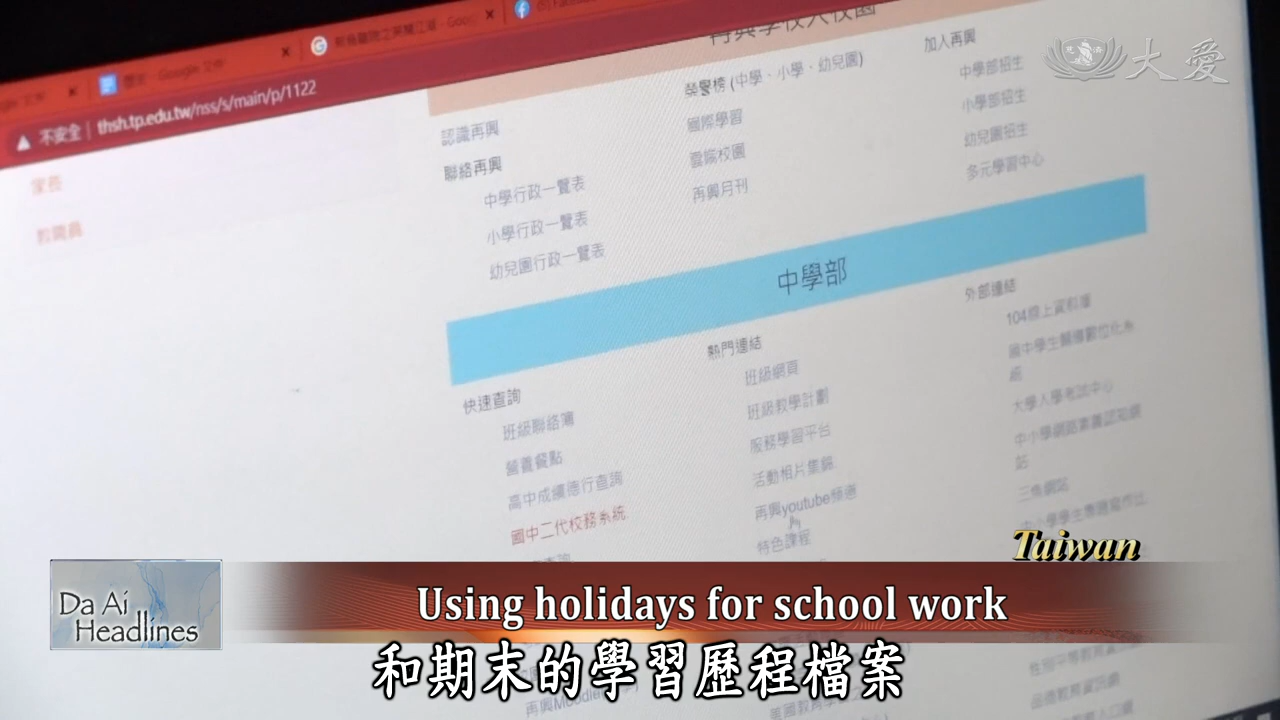 大愛
不安全 | thsh.tp.edu.tw/nss/s/main/p/1122
家長
教職員
認識再興
聯絡再興
中學行政一覽表
小學行政一覽表
幼兒園行政一覽表
榮譽榜 (中學、小學、幼兒園)
國際學習
雲端校園
再興月刊
加入再興
中學部招生
小學部招生
幼兒園招生
多元學習中心
中學部
快速查詢
班級聯絡簿
營養餐點
高中成績德行查詢
國中二代校務系統
熱門連結
班級網頁
班級教學計劃
服務學習平台
活動相片集錦
再興youtube頻道
特色課程
外部連結
104線上資料庫
大學入學考試中心
Taiwan
Da Ai
Headlines
Using holidays for school work
和期末的學習歷程檔案